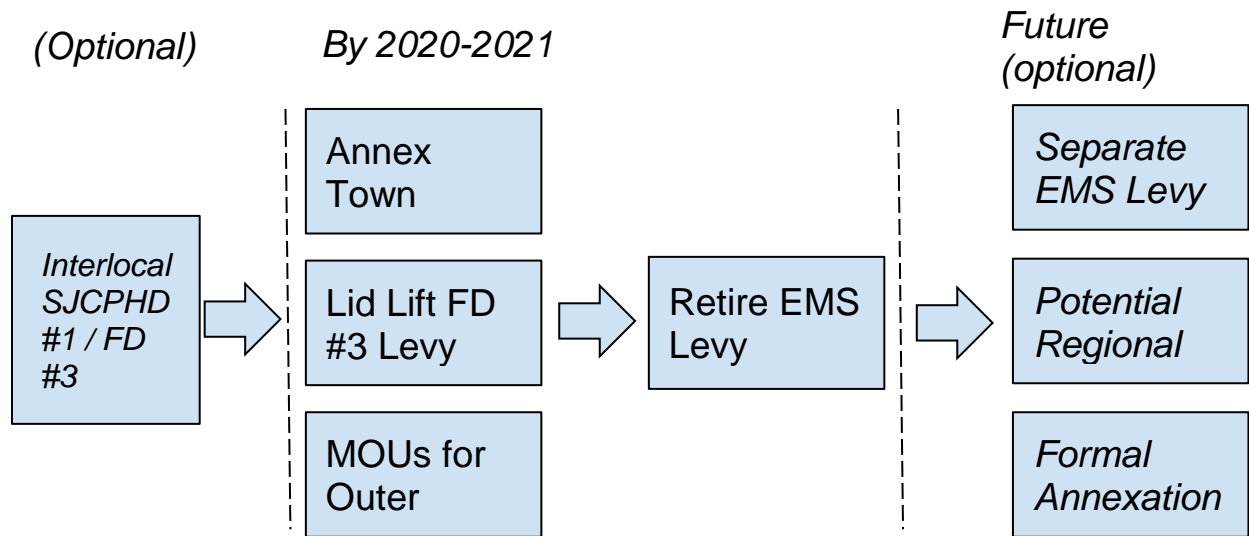 (Optional)
By 2020-2021
Future
(optional)
Interlocal
SJCPHD
#1 / FD
#3
Annex
Town
Lid Lift FD
#3 Levy
MOUs for
Outer
Retire EMS
Levy
Separate
EMS Levy
Potential
Regional
Formal
Annexation